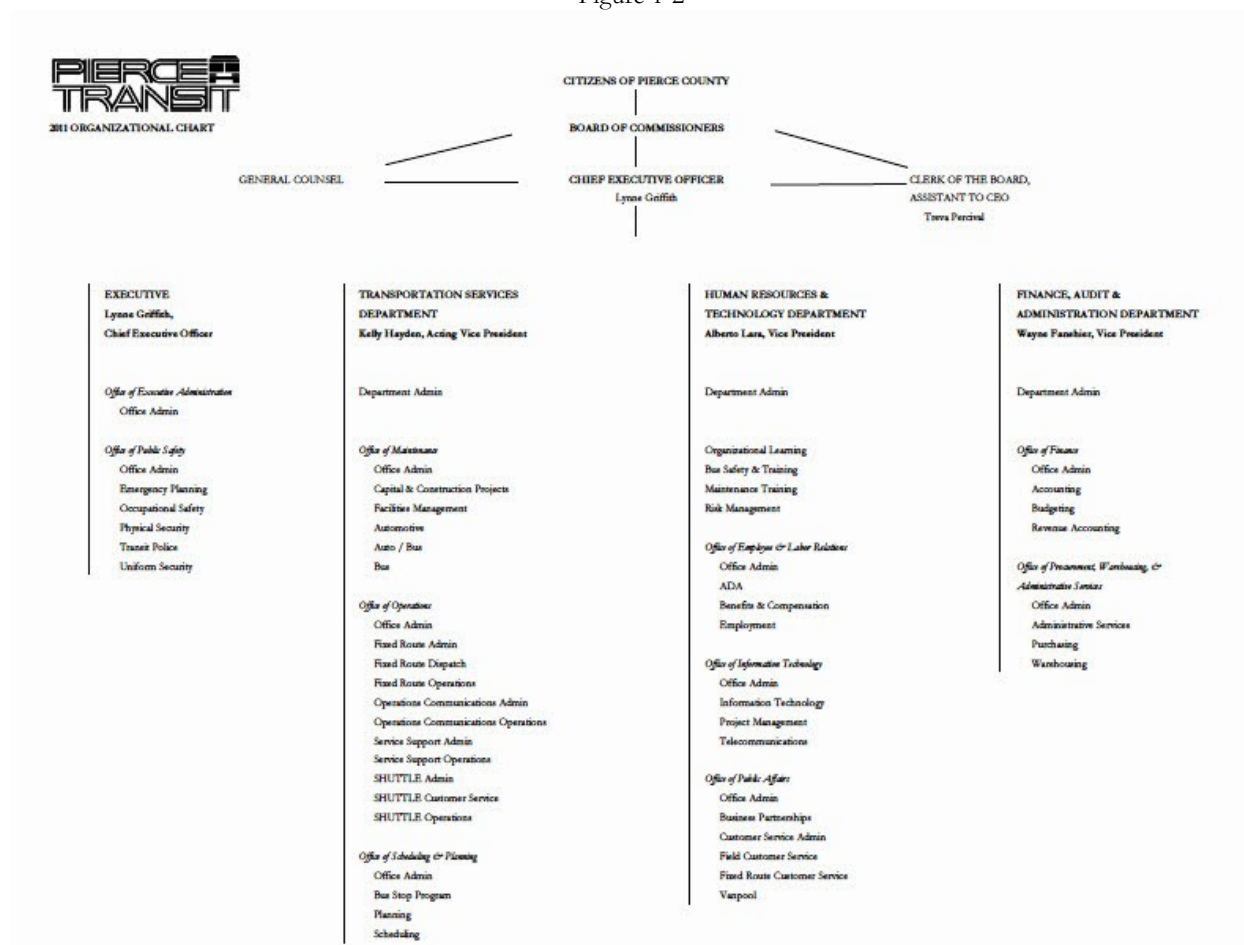 Figure 1-2
PIERCE
TRANSIT
2011 ORGANIZATIONAL CHART
CITIZENS OF PIERCE COUNTY
BOARD OF COMMISSIONERS
GENERAL COUNSEL
CHIEF EXECUTIVE OFFICER
Lynne Griffith
CLERK OF THE BOARD,
ASSISTANT TO CEO
Treva Percival
EXECUTIVE
Lynne Griffith,
Chief Executive Officer
Office of Executive Administration
Office Admin
Office of Public Safety
Office Admin
Emergency Planning
Occupational Safety
Physical Security
Transit Police
Uniform Security
TRANSPORTATION SERVICES
DEPARTMENT
Kelly Hayden, Acting Vice President
Department Admin
Office of Maintenance
Office Admin
Capital & Construction Projects
Facilities Management
Automotive
Auto / Bus
Bus
Office of Operations
Office Admin
Fixed Route Admin
Fixed Route Dispatch
Fixed Route Operations
Operations Communications Admin
Operations Communications Operations
Service Support Admin
Service Support Operations
SHUTTLE Admin
SHUTTLE Customer Service
SHUTTLE Operations
Office of Scheduling & Planning
Office Admin
Bus Stop Program
Planning
Scheduling
HUMAN RESOURCES &
TECHNOLOGY DEPARTMENT
Alberto Lara, Vice President
Department Admin
Organizational Learning
Bus Safety & Training
Maintenance Training
Risk Management
Office of Employee & Labor Relations
Office Admin
ADA
Benefits & Compensation
Employment
Office of Information Technology
Office Admin
Information Technology
Project Management
Telecommunications
Office of Public Affairs
Office Admin
Business Partnerships
Customer Service Admin
Field Customer Service
Fixed Route Customer Service
Vanpool
FINANCE, AUDIT &
ADMINISTRATION DEPARTMENT
Wayne Fanshier, Vice President
Department Admin
Office of Finance
Office Admin
Accounting
Budgeting
Revenue Accounting
Office of Procurement, Warehousing, &
Administrative Services
Office Admin
Administrative Services
Purchasing
Warehousing